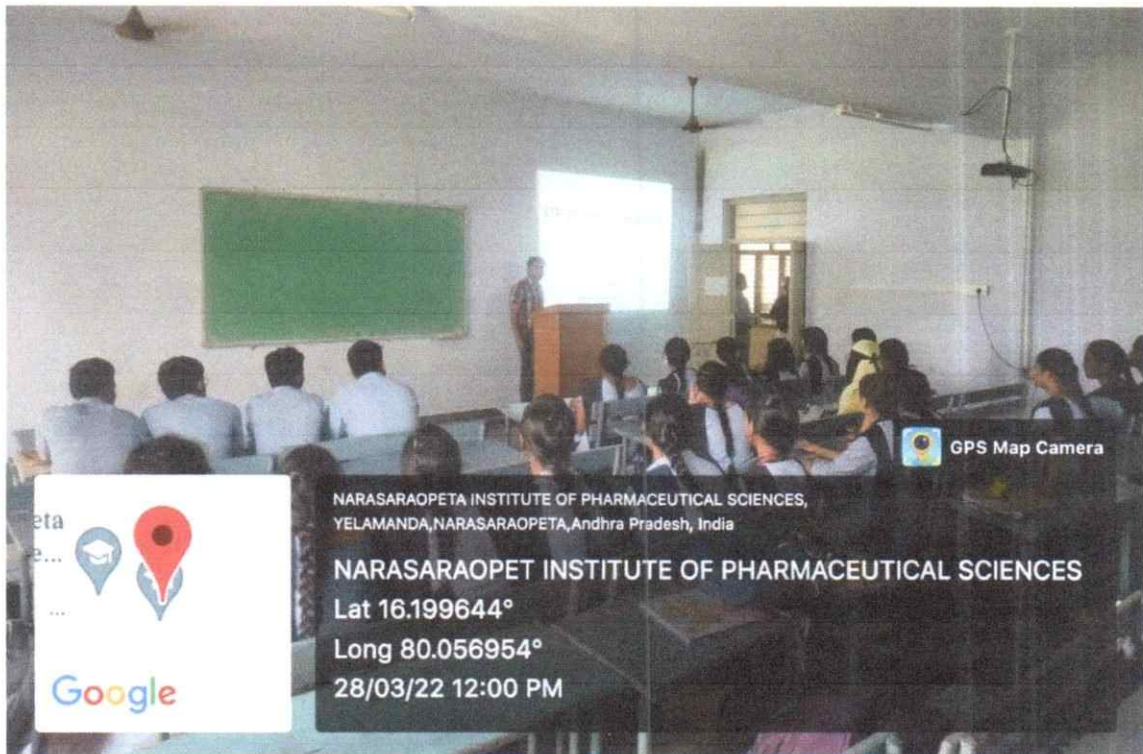 GPS Map Camera
eta
e...
...
Google
NARASARAOPETA INSTITUTE OF PHARMACEUTICAL SCIENCES,
YELAMANDA,NARASARAOPETA,Andhra Pradesh, India
NARASARAOPET INSTITUTE OF PHARMACEUTICAL SCIENCES
Lat 16.199644°
Long 80.056954°
28/03/22 12:00 PM